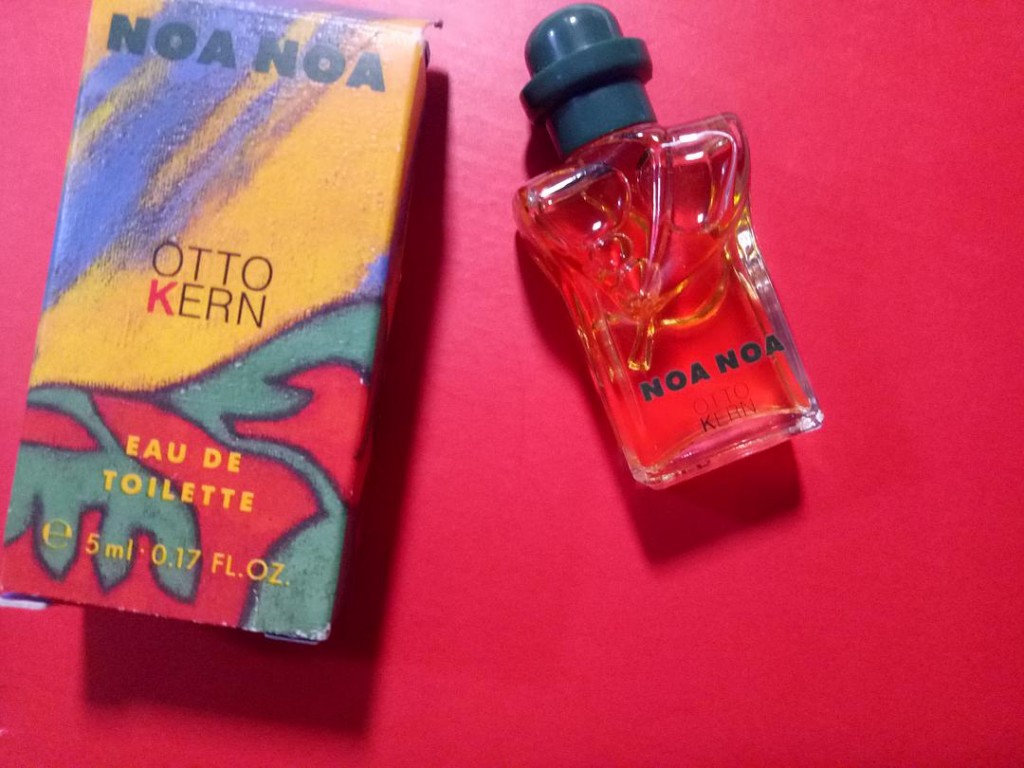 NOA NOA
OTTO
KERN
EAU DE
TOILETTE
℮ 5 ml · 0.17 FL.OZ.
NOA NOA
OTTO
KERN